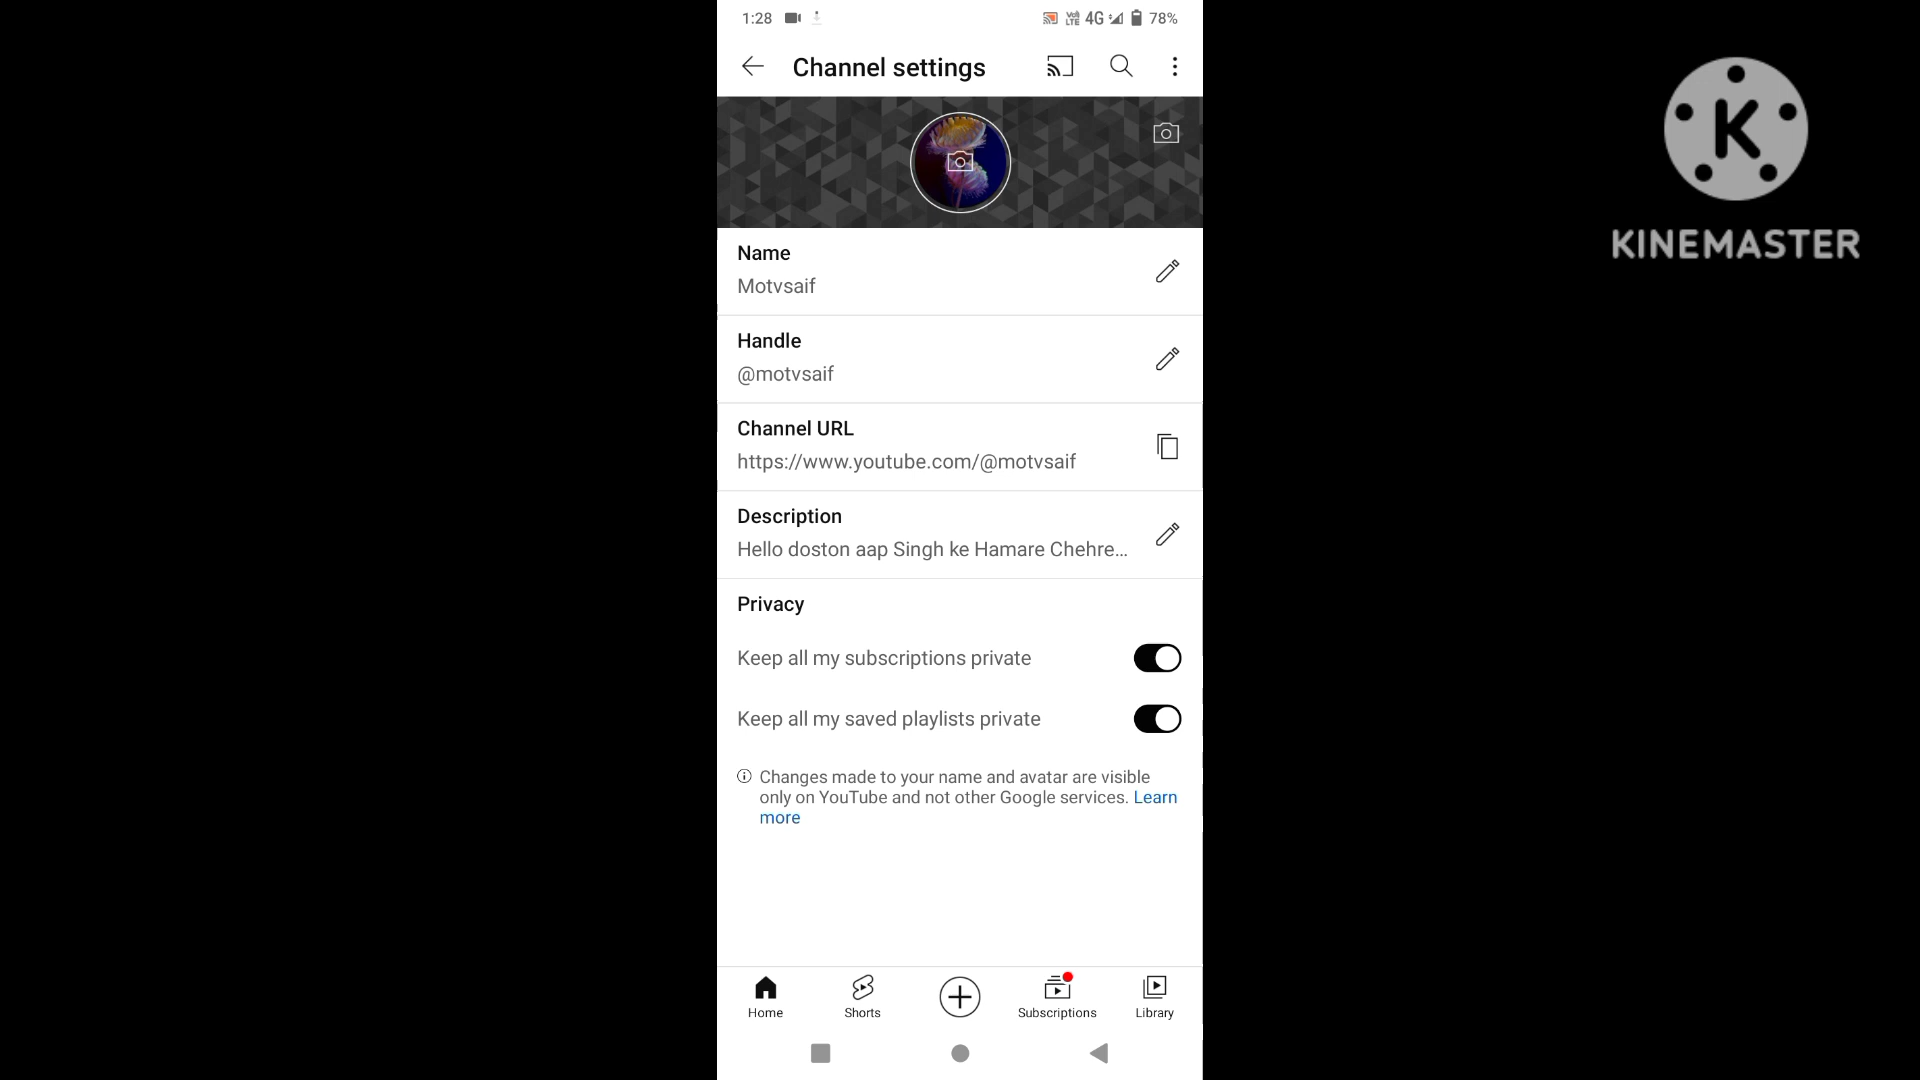 1:28
4G 78%
Channel settings
K
KINEMASTER
Name
Motvsaif
Handle
@motvsaif
Channel URL
https://www.youtube.com/@motvsaif
Description
Hello doston aap Singh ke Hamare Chehre...
Privacy
Keep all my subscriptions private
Keep all my saved playlists private
Changes made to your name and avatar are visible
only on YouTube and not other Google services. Learn
more
Home
Shorts
Subscriptions
Library